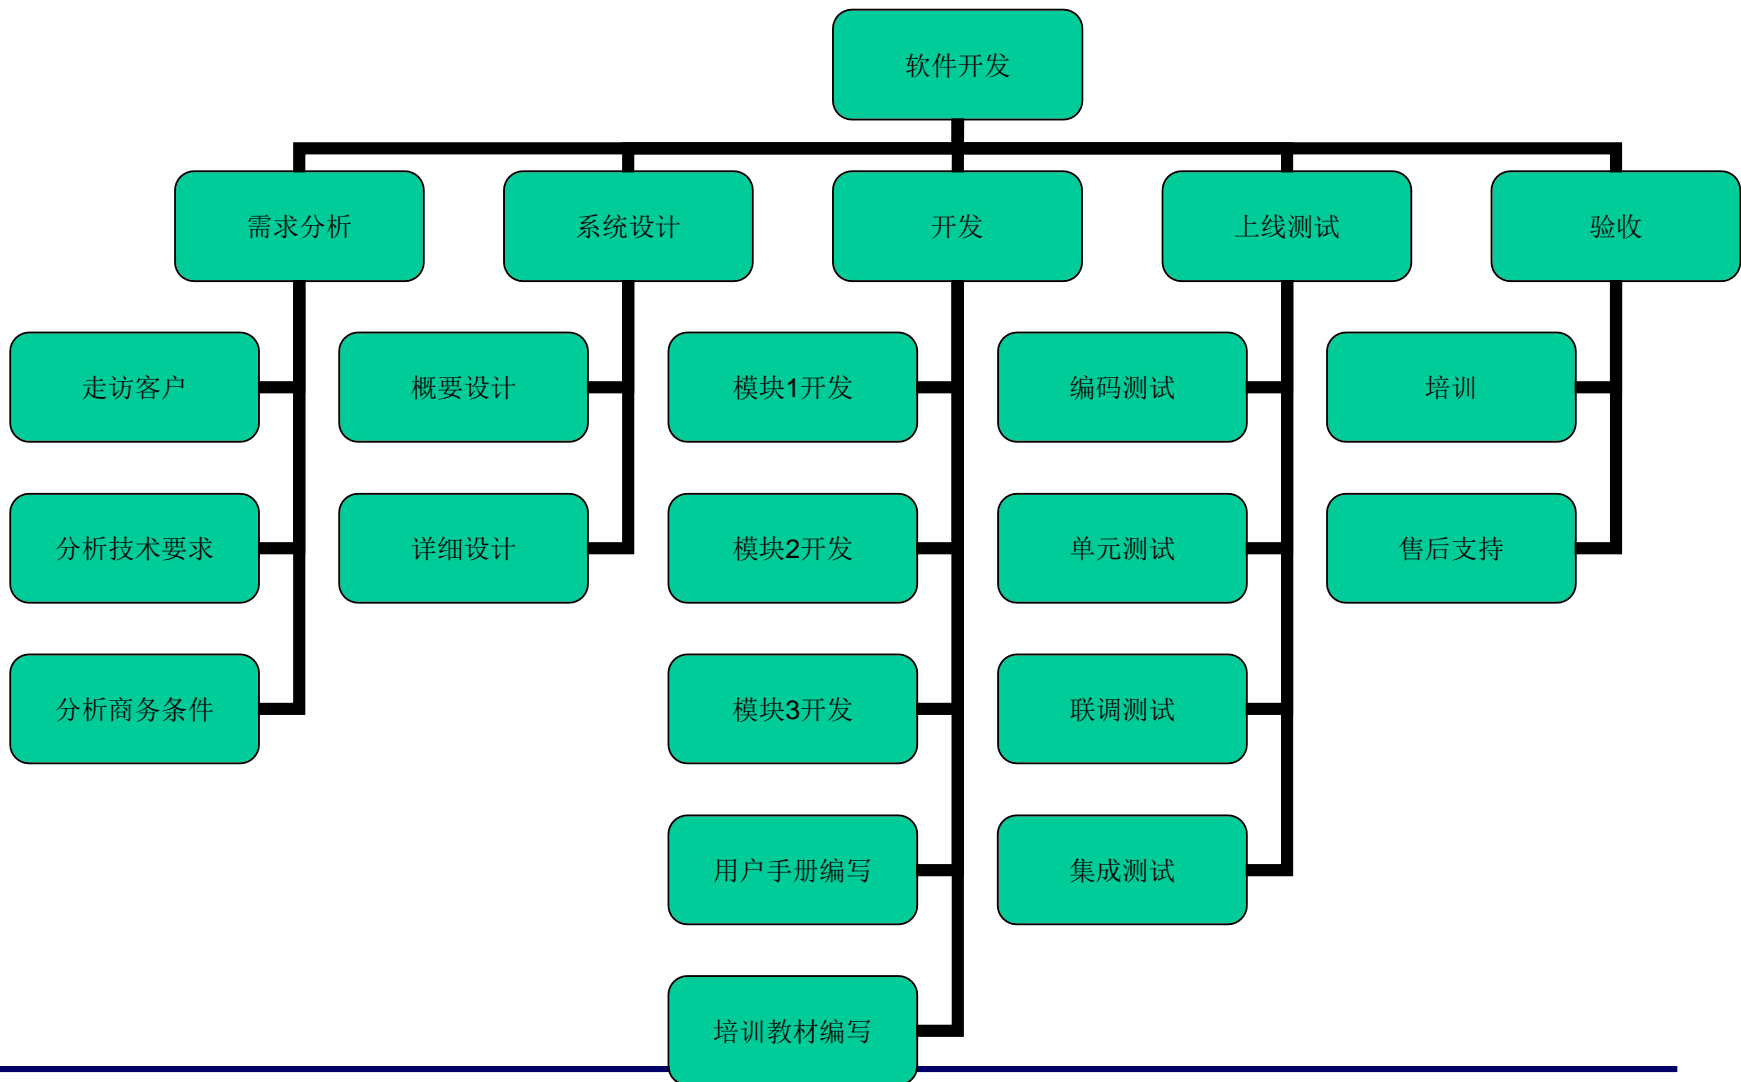 软件开发
需求分析
系统设计
开发
上线测试
验收
走访客户
概要设计
模块1开发
编码测试
培训
分析技术要求
详细设计
模块2开发
单元测试
售后支持
分析商务条件
模块3开发
联调测试
用户手册编写
集成测试
培训教材编写